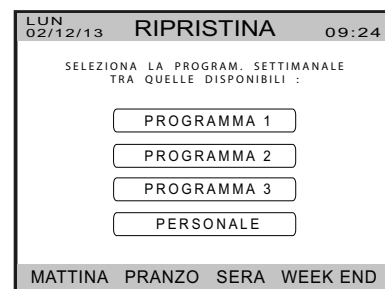 LUN
02/12/13 RIPRISTINA 09:24
SELEZIONA LA PROGRAM. SETTIMANALE
TRA QUELLE DISPONIBILI :
PROGRAMMA 1
PROGRAMMA 2
PROGRAMMA 3
PERSONALE
MATTINA PRANZO SERA WEEK END